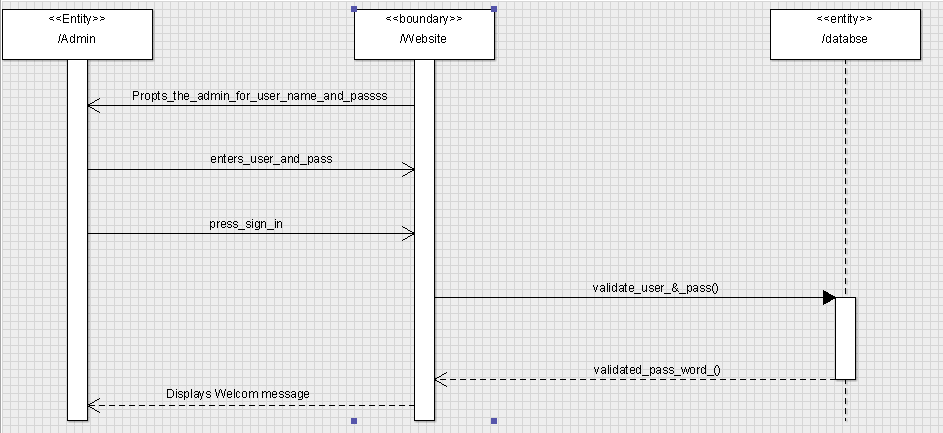 <<Entity>>
/Admin
<<boundary>>
/Website
<<entity>>
/databse
Propts_the_admin_for_user_name_and_passss
enters_user_and_pass
press_sign_in
validate_user_&_pass()
validated_pass_word_()
Displays Welcom message